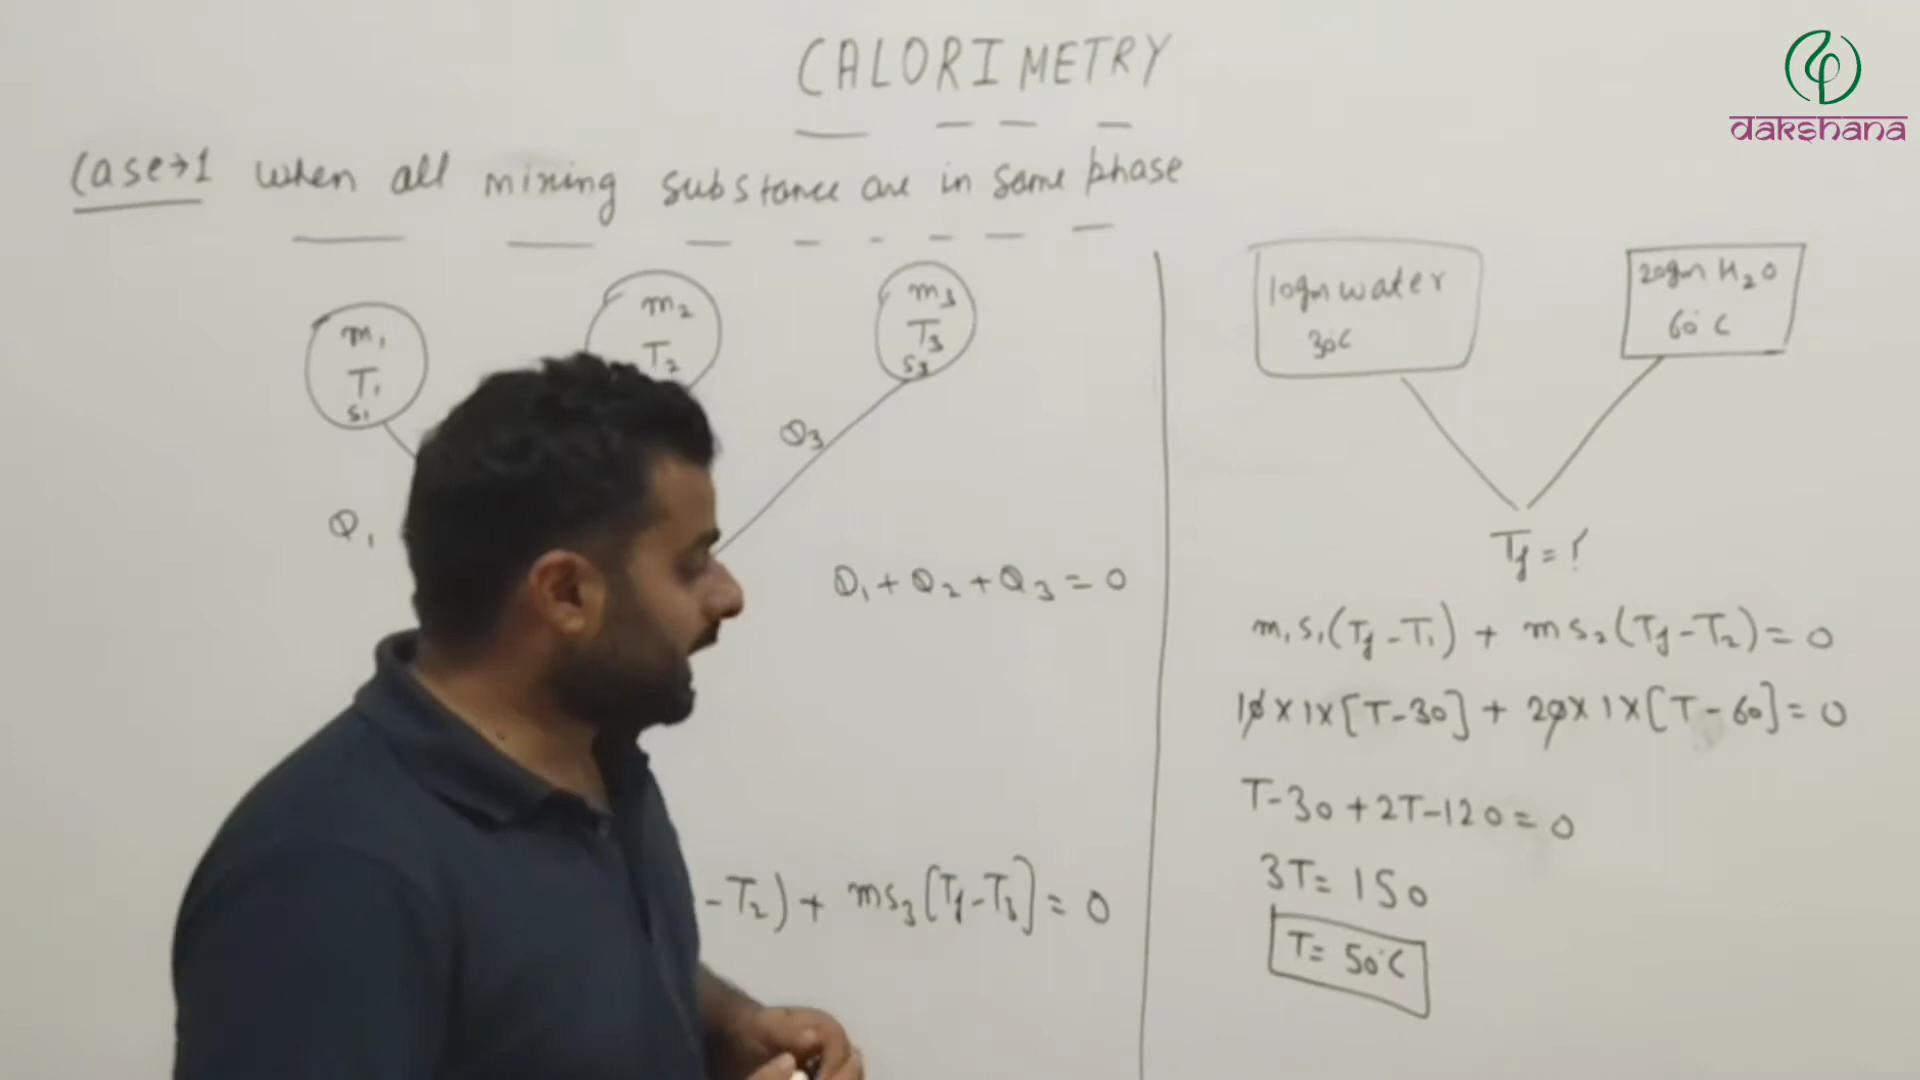 CALORIMETRY
dakshana
Case→1 when all mixing substance are in same phase
m₁
T₁
s₁
m₂
T₂
m₃
T₃
s₃
Q₁
Q₃
Q₁ + Q₂ + Q₃ = 0
-T₂) + ms₃[Tf-T₃] = 0
10gm water
30°C
20gm H₂O
60°C
Tf = ?
m₁s₁(Tf-T₁) + ms₂(Tf-T₂) = 0
10 x 1 x [T-30] + 20 x 1 x [T-60] = 0
T-30+2T-120=0
3T= 150
T= 50°C